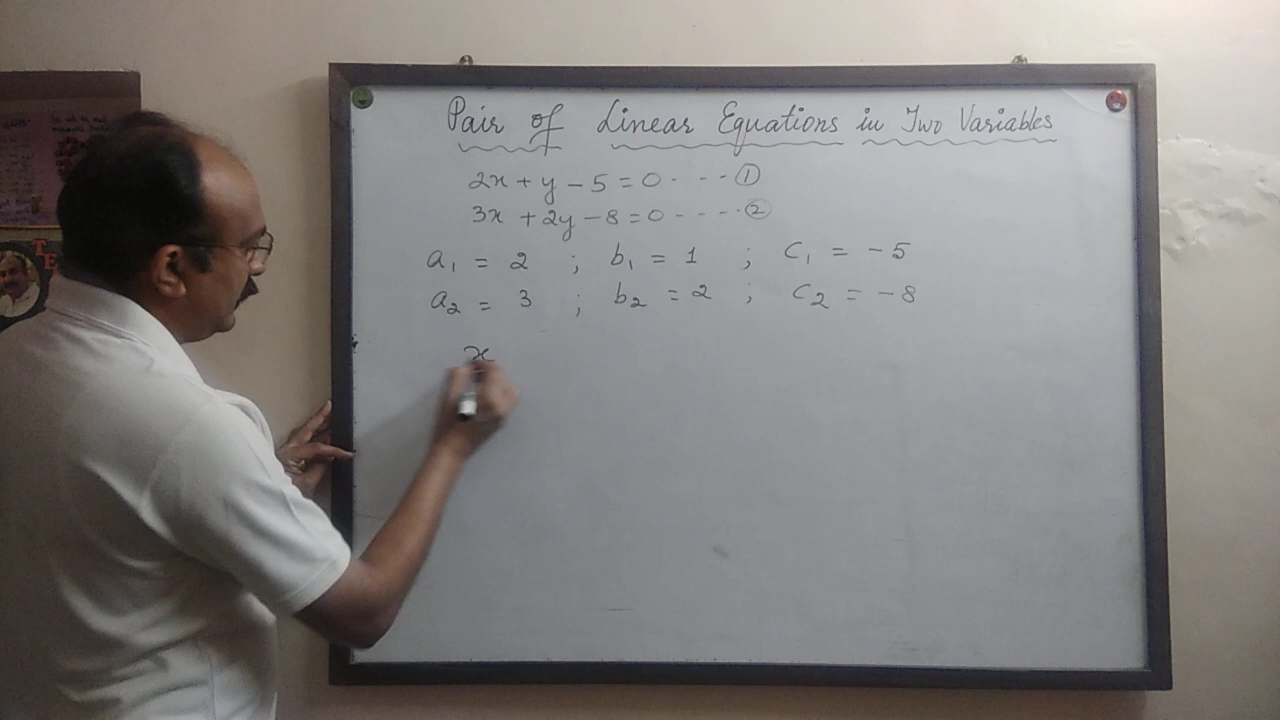 Pair of Linear Equations in Two Variables
2x + y - 5 = 0 - - - - ①
3x + 2y - 8 = 0 - - - - - ②
a₁ = 2 ; b₁ = 1 ; c₁ = -5
a₂ = 3 ; b₂ = 2 ; c₂ = -8
x